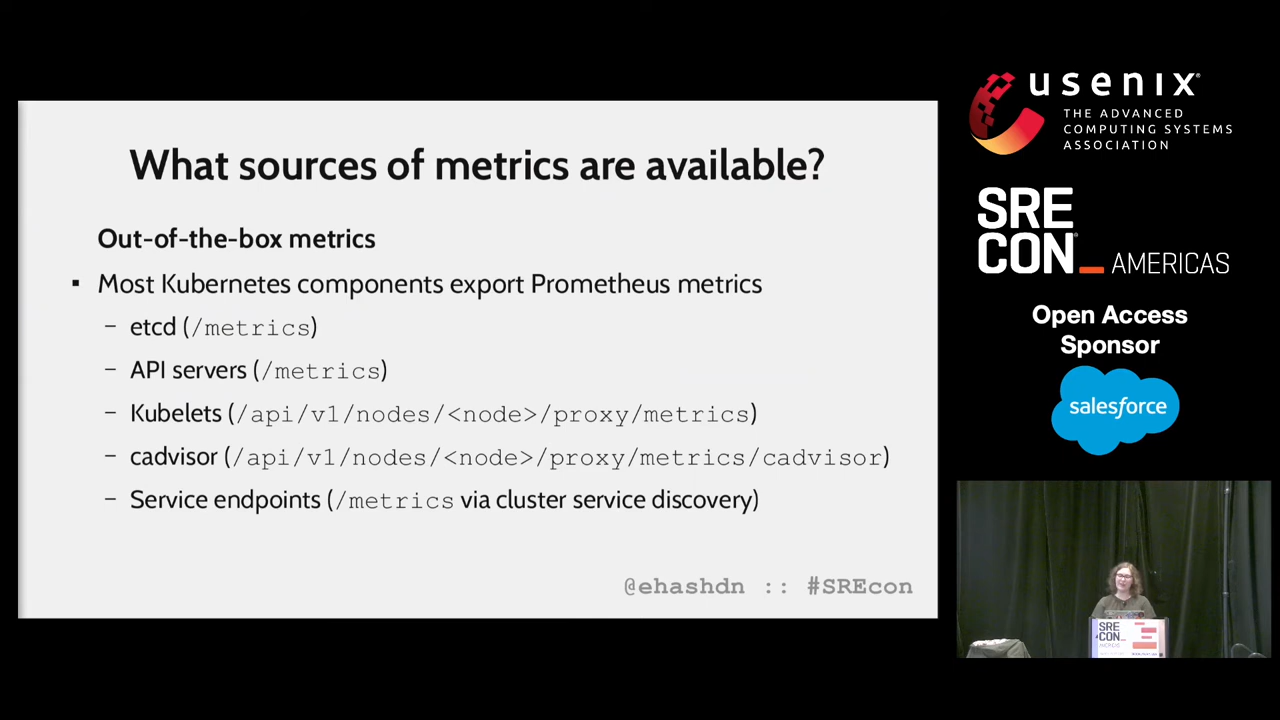 What sources of metrics are available?
Out-of-the-box metrics
▪ Most Kubernetes components export Prometheus metrics
– etcd (/metrics)
– API servers (/metrics)
– Kubelets (/api/v1/nodes/<node>/proxy/metrics)
– cadvisor (/api/v1/nodes/<node>/proxy/metrics/cadvisor)
– Service endpoints (/metrics via cluster service discovery)
@ehashdn :: #SREcon
usenix®
THE ADVANCED
COMPUTING SYSTEMS
ASSOCIATION
SRE
CON_ AMERICAS
Open Access
Sponsor
salesforce
SRE
CON_